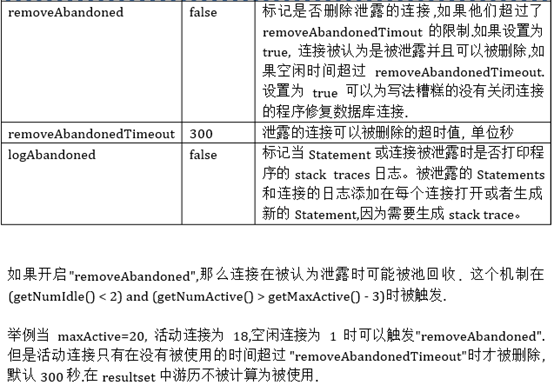 removeAbandoned
false
标记是否删除泄露的连接,如果他们超过了
removeAbandonedTimout 的限制.如果设置为
true, 连接被认为是被泄露并且可以被删除,如
果空闲时间超过 removeAbandonedTimeout.
设置为 true 可以为写法糟糕的没有关闭连接
的程序修复数据库连接.
removeAbandonedTimeout
300
泄露的连接可以被删除的超时值, 单位秒
logAbandoned
false
标记当 Statement 或连接被泄露时是否打印程
序的 stack traces 日志。被泄露的 Statements
和连接的日志添加在每个连接打开或者生成
新的 Statement,因为需要生成 stack trace。
如果开启"removeAbandoned",那么连接在被认为泄露时可能被池回收. 这个机制在
(getNumIdle() < 2) and (getNumActive() > getMaxActive() - 3)时被触发.
举例当 maxActive=20, 活动连接为 18,空闲连接为 1 时可以触发"removeAbandoned".
但是活动连接只有在没有被使用的时间超过"removeAbandonedTimeout"时才被删除,
默认 300 秒.在 resultset 中游历不被计算为被使用.